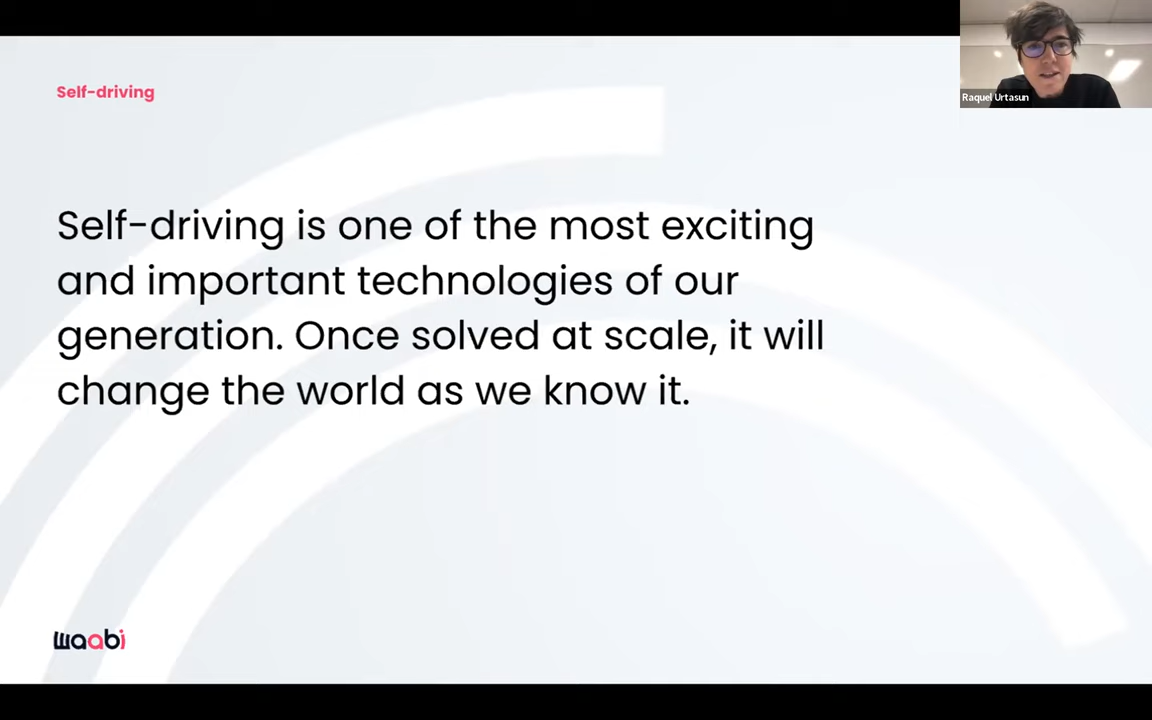 Self-driving
Raquel Urtasun
Self-driving is one of the most exciting
and important technologies of our
generation. Once solved at scale, it will
change the world as we know it.
waabi